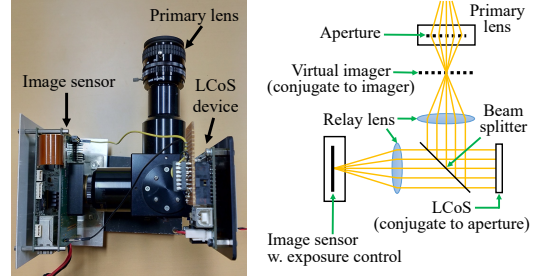 Primary lens
Image sensor
LCoS
device
Primary
lens
Aperture
Virtual imager
(conjugate to imager)
Beam
splitter
Relay lens
LCoS
(conjugate to aperture)
Image sensor
w. exposure control